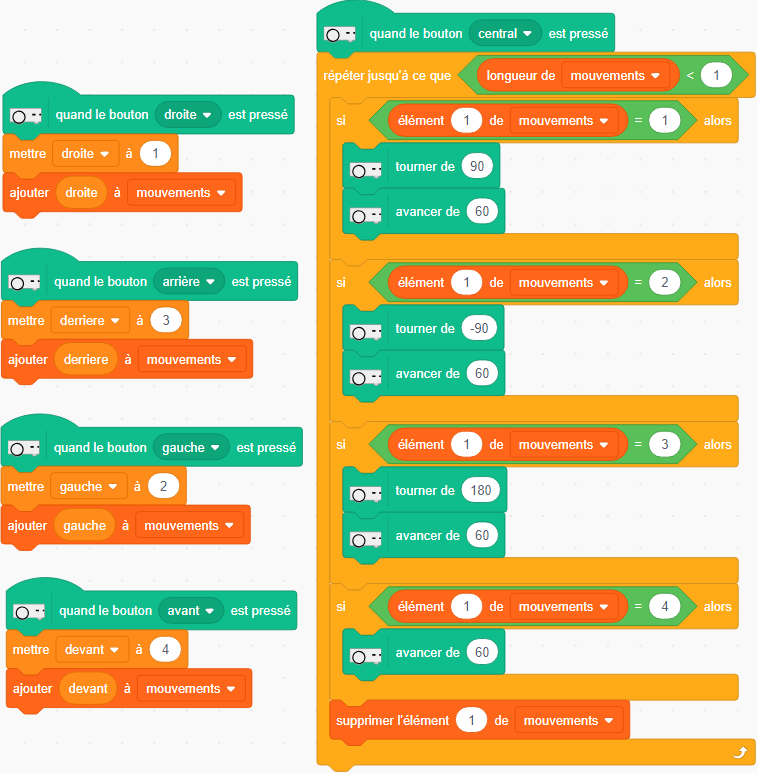 quand le bouton droite est pressé
mettre droite à 1
ajouter droite à mouvements
quand le bouton arrière est pressé
mettre derriere à 3
ajouter derriere à mouvements
quand le bouton gauche est pressé
mettre gauche à 2
ajouter gauche à mouvements
quand le bouton avant est pressé
mettre devant à 4
ajouter devant à mouvements
quand le bouton central est pressé
répéter jusqu'à ce que longueur de mouvements < 1
si élément 1 de mouvements = 1 alors
tourner de 90
avancer de 60
si élément 1 de mouvements = 2 alors
tourner de -90
avancer de 60
si élément 1 de mouvements = 3 alors
tourner de 180
avancer de 60
si élément 1 de mouvements = 4 alors
avancer de 60
supprimer l'élément 1 de mouvements